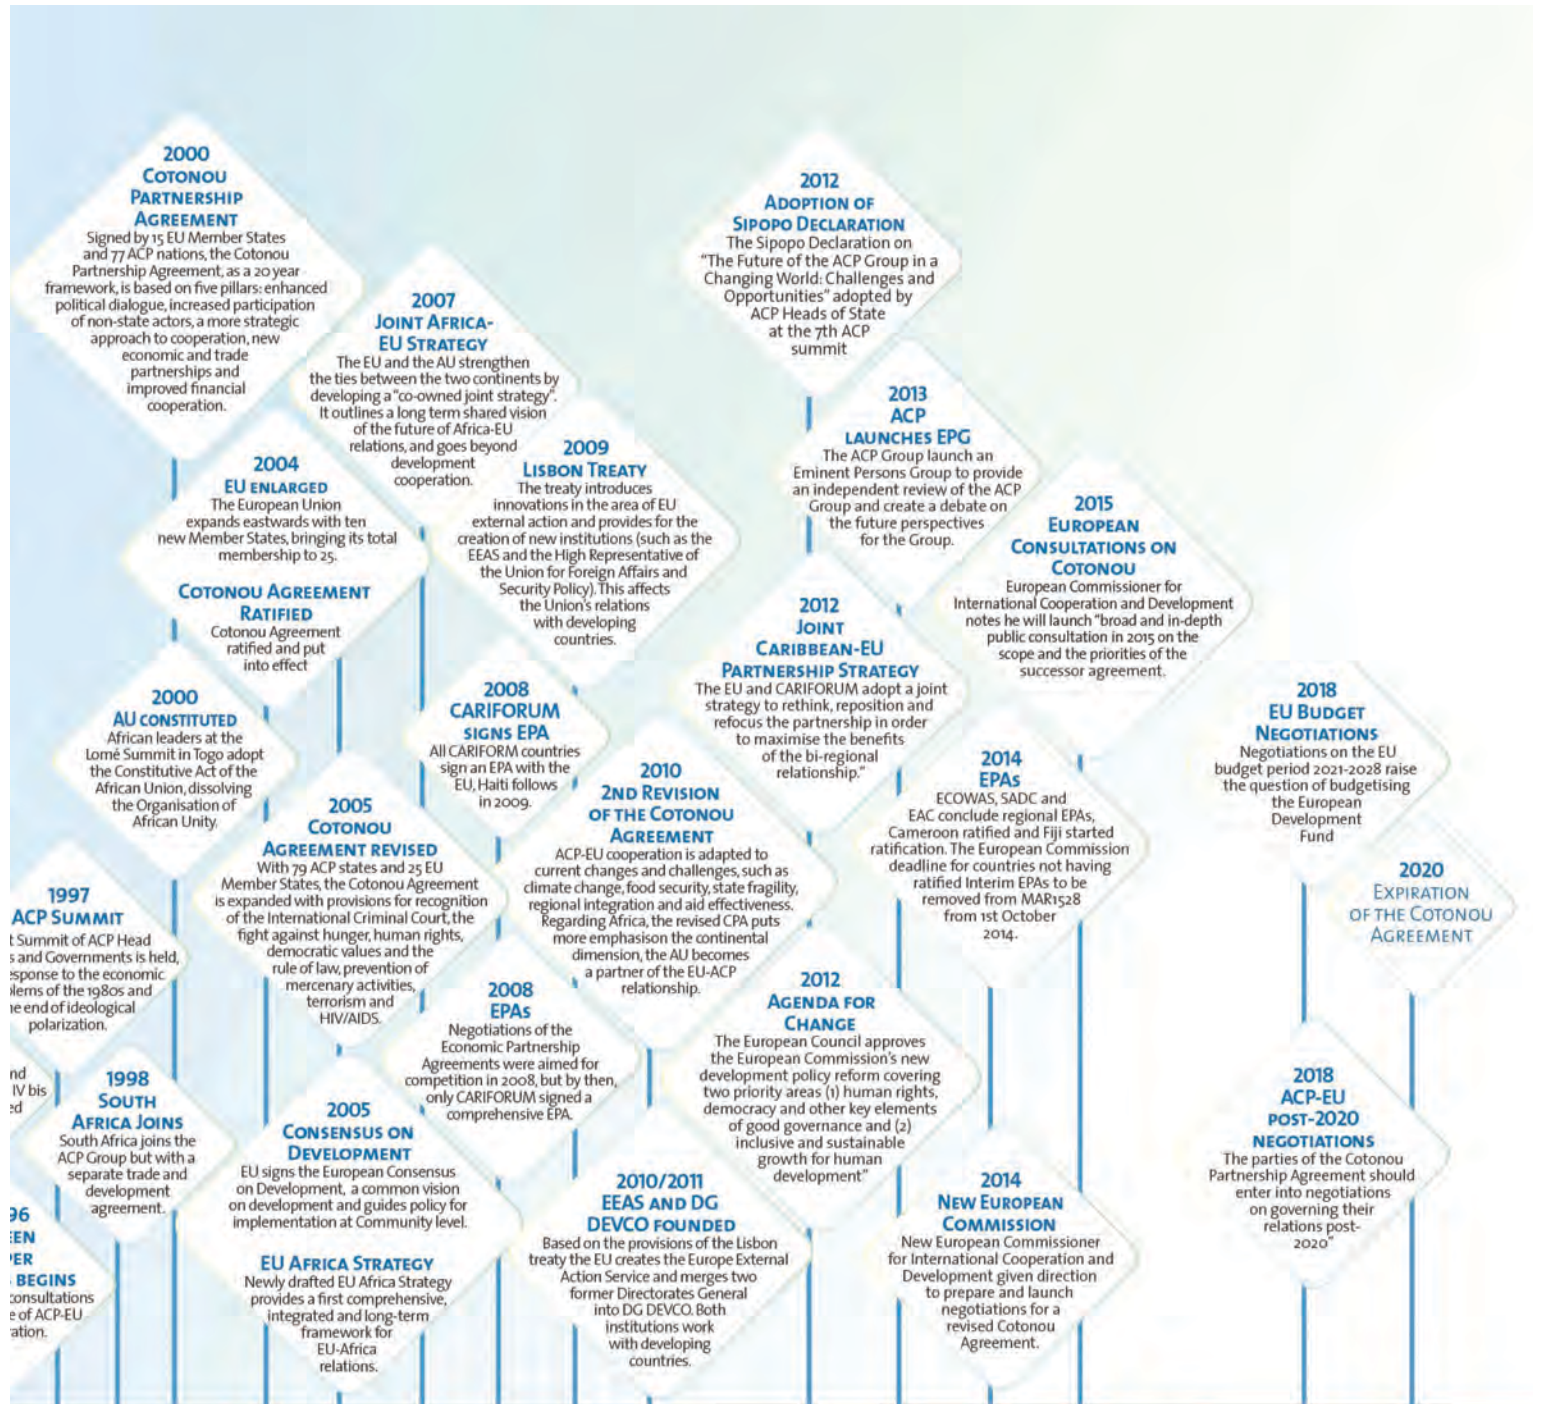 2000
COTONOU
PARTNERSHIP
AGREEMENT
Signed by 15 EU Member States
and 77 ACP nations, the Cotonou
Partnership Agreement, as a 20 year
framework, is based on five pillars: enhanced
political dialogue, increased participation
of non-state actors, a more strategic
approach to cooperation, new
economic and trade
partnerships and
improved financial
cooperation.
2007
JOINT AFRICA-
EU STRATEGY
The EU and the AU strengthen
the ties between the two continents by
developing a "co-owned joint strategy".
It outlines a long term shared vision
of the future of Africa-EU
relations, and goes beyond
development
cooperation.
2012
ADOPTION OF
SIPOPO DECLARATION
The Sipopo Declaration on
"The Future of the ACP Group in a
Changing World: Challenges and
Opportunities" adopted by
ACP Heads of State
at the 7th ACP
summit
2013
ACP
LAUNCHES EPG
The ACP Group launch an
Eminent Persons Group to provide
an independent review of the ACP
Group and create a debate on
the future perspectives
for the Group.
2004
EU ENLARGED
The European Union
expands eastwards with ten
new Member States, bringing its total
membership to 25.
COTONOU AGREEMENT
RATIFIED
Cotonou Agreement
ratified and put
into effect
2009
LISBON TREATY
The treaty introduces
innovations in the area of EU
external action and provides for the
creation of new institutions (such as the
EEAS and the High Representative of
the Union for Foreign Affairs and
Security Policy). This affects
the Union's relations
with developing
countries.
2015
EUROPEAN
CONSULTATIONS ON
COTONOU
European Commissioner for
International Cooperation and Development
notes he will launch "broad and in-depth
public consultation in 2015 on the
scope and the priorities of the
successor agreement.
2012
JOINT
CARIBBEAN-EU
PARTNERSHIP STRATEGY
The EU and CARIFORUM adopt a joint
strategy to rethink, reposition and
refocus the partnership in order
to maximise the benefits
of the bi-regional
relationship."
2000
AU CONSTITUTED
African leaders at the
Lomé Summit in Togo adopt
the Constitutive Act of the
African Union, dissolving
the Organisation of
African Unity.
2008
CARIFORUM
SIGNS EPA
All CARIFORM countries
sign an EPA with the
EU, Haiti follows
in 2009.
2018
EU BUDGET
NEGOTIATIONS
Negotiations on the EU
budget period 2021-2028 raise
the question of budgetising
the European
Development
Fund
2014
EPAS
ECOWAS, SADC and
EAC conclude regional EPAs,
Cameroon ratified and Fiji started
ratification. The European Commission
deadline for countries not having
ratified Interim EPAs to be
removed from MAR1528
from 1st October
2014.
2010
2ND REVISION
OF THE COTONOU
AGREEMENT
ACP-EU cooperation is adapted to
current changes and challenges, such as
climate change, food security, state fragility,
regional integration and aid effectiveness.
Regarding Africa, the revised CPA puts
more emphasison the continental
dimension, the AU becomes
a partner of the EU-ACP
relationship.
2005
COTONOU
AGREEMENT REVISED
With 79 ACP states and 25 EU
Member States, the Cotonou Agreement
is expanded with provisions for recognition
of the International Criminal Court, the
fight against hunger, human rights,
democratic values and the
rule of law, prevention of
mercenary activities,
terrorism and
HIV/AIDS.
2020
EXPIRATION
OF THE COTONOU
AGREEMENT
1997
ACP SUMMIT
t Summit of ACP Head
s and Governments is held,
esponse to the economic
lems of the 1980s and
he end of ideological
polarization.
2008
EPAS
Negotiations of the
Economic Partnership
Agreements were aimed for
competition in 2008, but by then,
only CARIFORUM signed a
comprehensive EPA.
2012
AGENDA FOR
CHANGE
The European Council approves
the European Commission's new
development policy reform covering
two priority areas (1) human rights,
democracy and other key elements
of good governance and (2)
inclusive and sustainable
growth for human
development"
nd
IV bis
ed
1998
SOUTH
AFRICA JOINS
South Africa joins the
ACP Group but with a
separate trade and
development
agreement.
2018
ACP-EU
POST-2020
NEGOTIATIONS
The parties of the Cotonou
Partnership Agreement should
enter into negotiations
on governing their
relations post-
2020"
2005
CONSENSUS ON
DEVELOPMENT
EU signs the European Consensus
on Development, a common vision
on development and guides policy for
implementation at Community level.
EU AFRICA STRATEGY
Newly drafted EU Africa Strategy
provides a first comprehensive,
integrated and long-term
framework for
EU-Africa
relations.
2010/2011
EEAS AND DG
DEVCO FOUNDED
Based on the provisions of the Lisbon
treaty the EU creates the Europe External
Action Service and merges two
former Directorates General
into DG DEVCO. Both
institutions work
with developing
countries.
2014
NEW EUROPEAN
COMMISSION
New European Commissioner
for International Cooperation and
Development given direction
to prepare and launch
negotiations for a
revised Cotonou
Agreement.
96
EEN
PER
BEGINS
consultations
e of ACP-EU
ation.